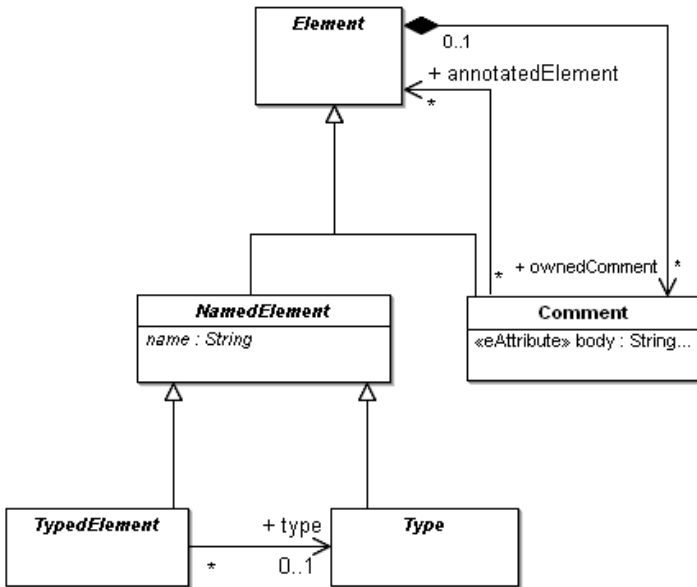 Element
0..1
+ annotatedElement
*
* + ownedComment *
NamedElement
name : String
Comment
«eAttribute» body : String...
TypedElement
+ type
Type
* 0..1